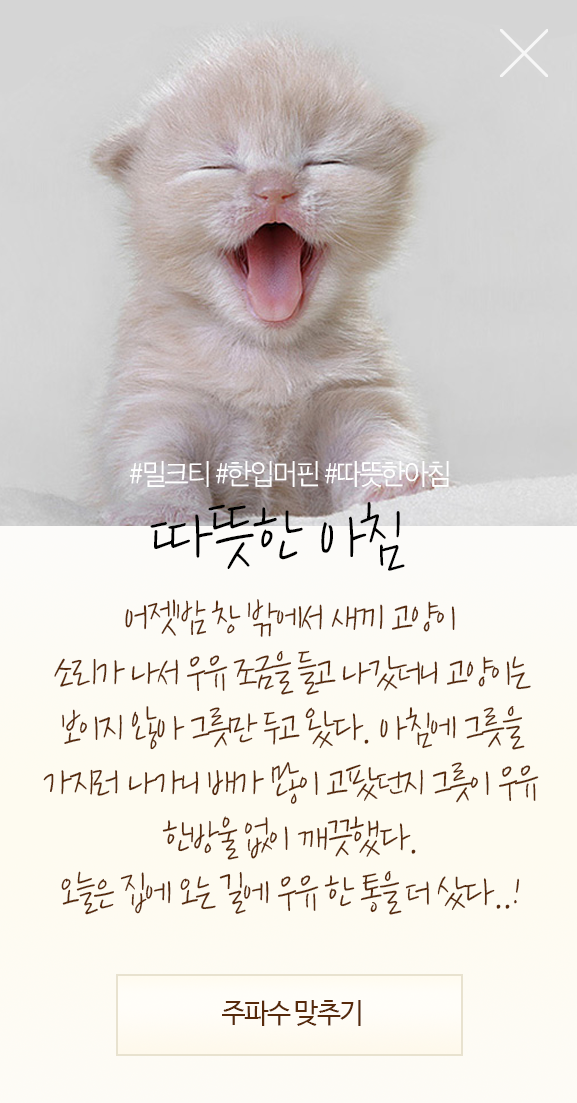 #밀크티 #한입머핀 #따뜻한아침
따뜻한 아침
어젯밤 창 밖에서 새끼 고양이
소리가 나서 우유 조금을 들고 나갔더니 고양이는
보이지 않아 그릇만 두고 왔다. 아침에 그릇을
가지러 나가니 배가 많이 고팠던지 그릇이 우유
한방울 없이 깨끗했다.
오늘은 집에 오는 길에 우유 한 통을 더 샀다..!
주파수 맞추기